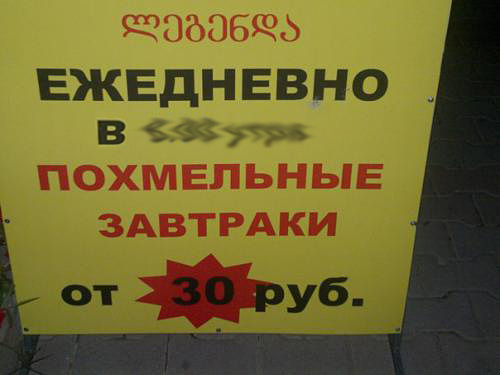 ლეგენდა
ЕЖЕДНЕВНО
В
ПОХМЕЛЬНЫЕ
ЗАВТРАКИ
от 30 руб.